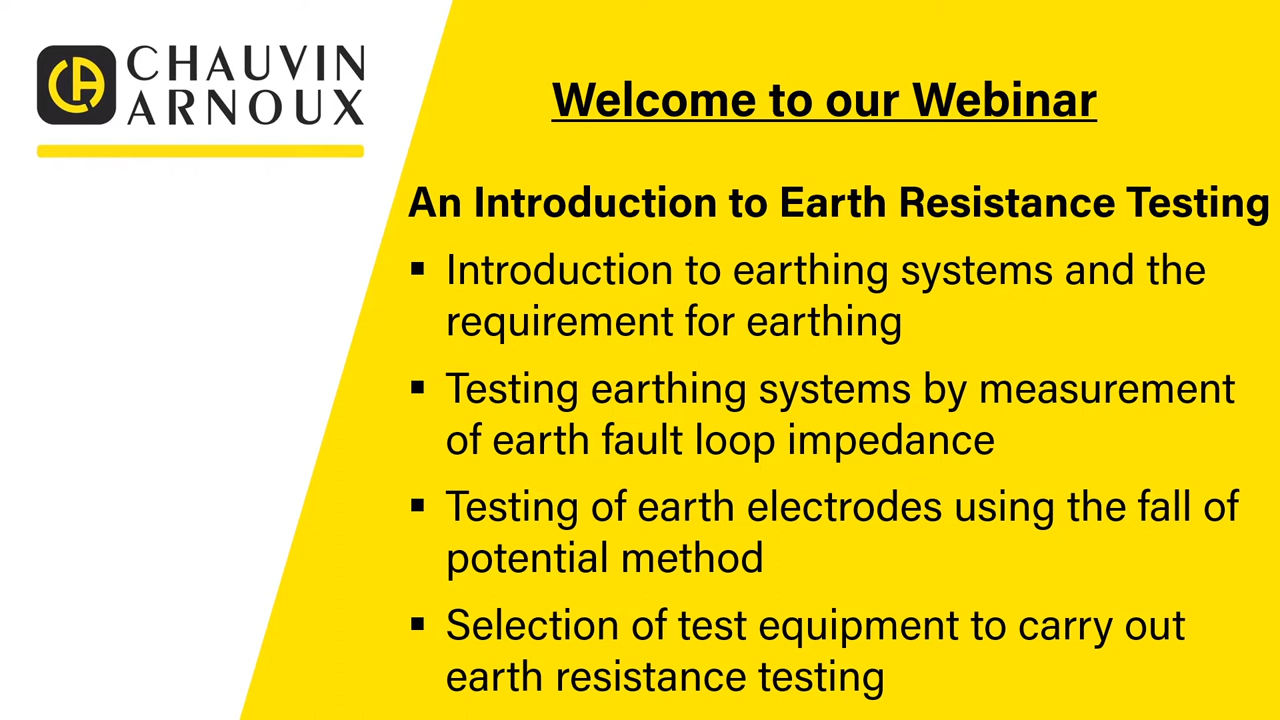 CA
CHAUVIN
ARNOUX
Welcome to our Webinar
An Introduction to Earth Resistance Testing
▪ Introduction to earthing systems and the
requirement for earthing
▪ Testing earthing systems by measurement
of earth fault loop impedance
▪ Testing of earth electrodes using the fall of
potential method
▪ Selection of test equipment to carry out
earth resistance testing